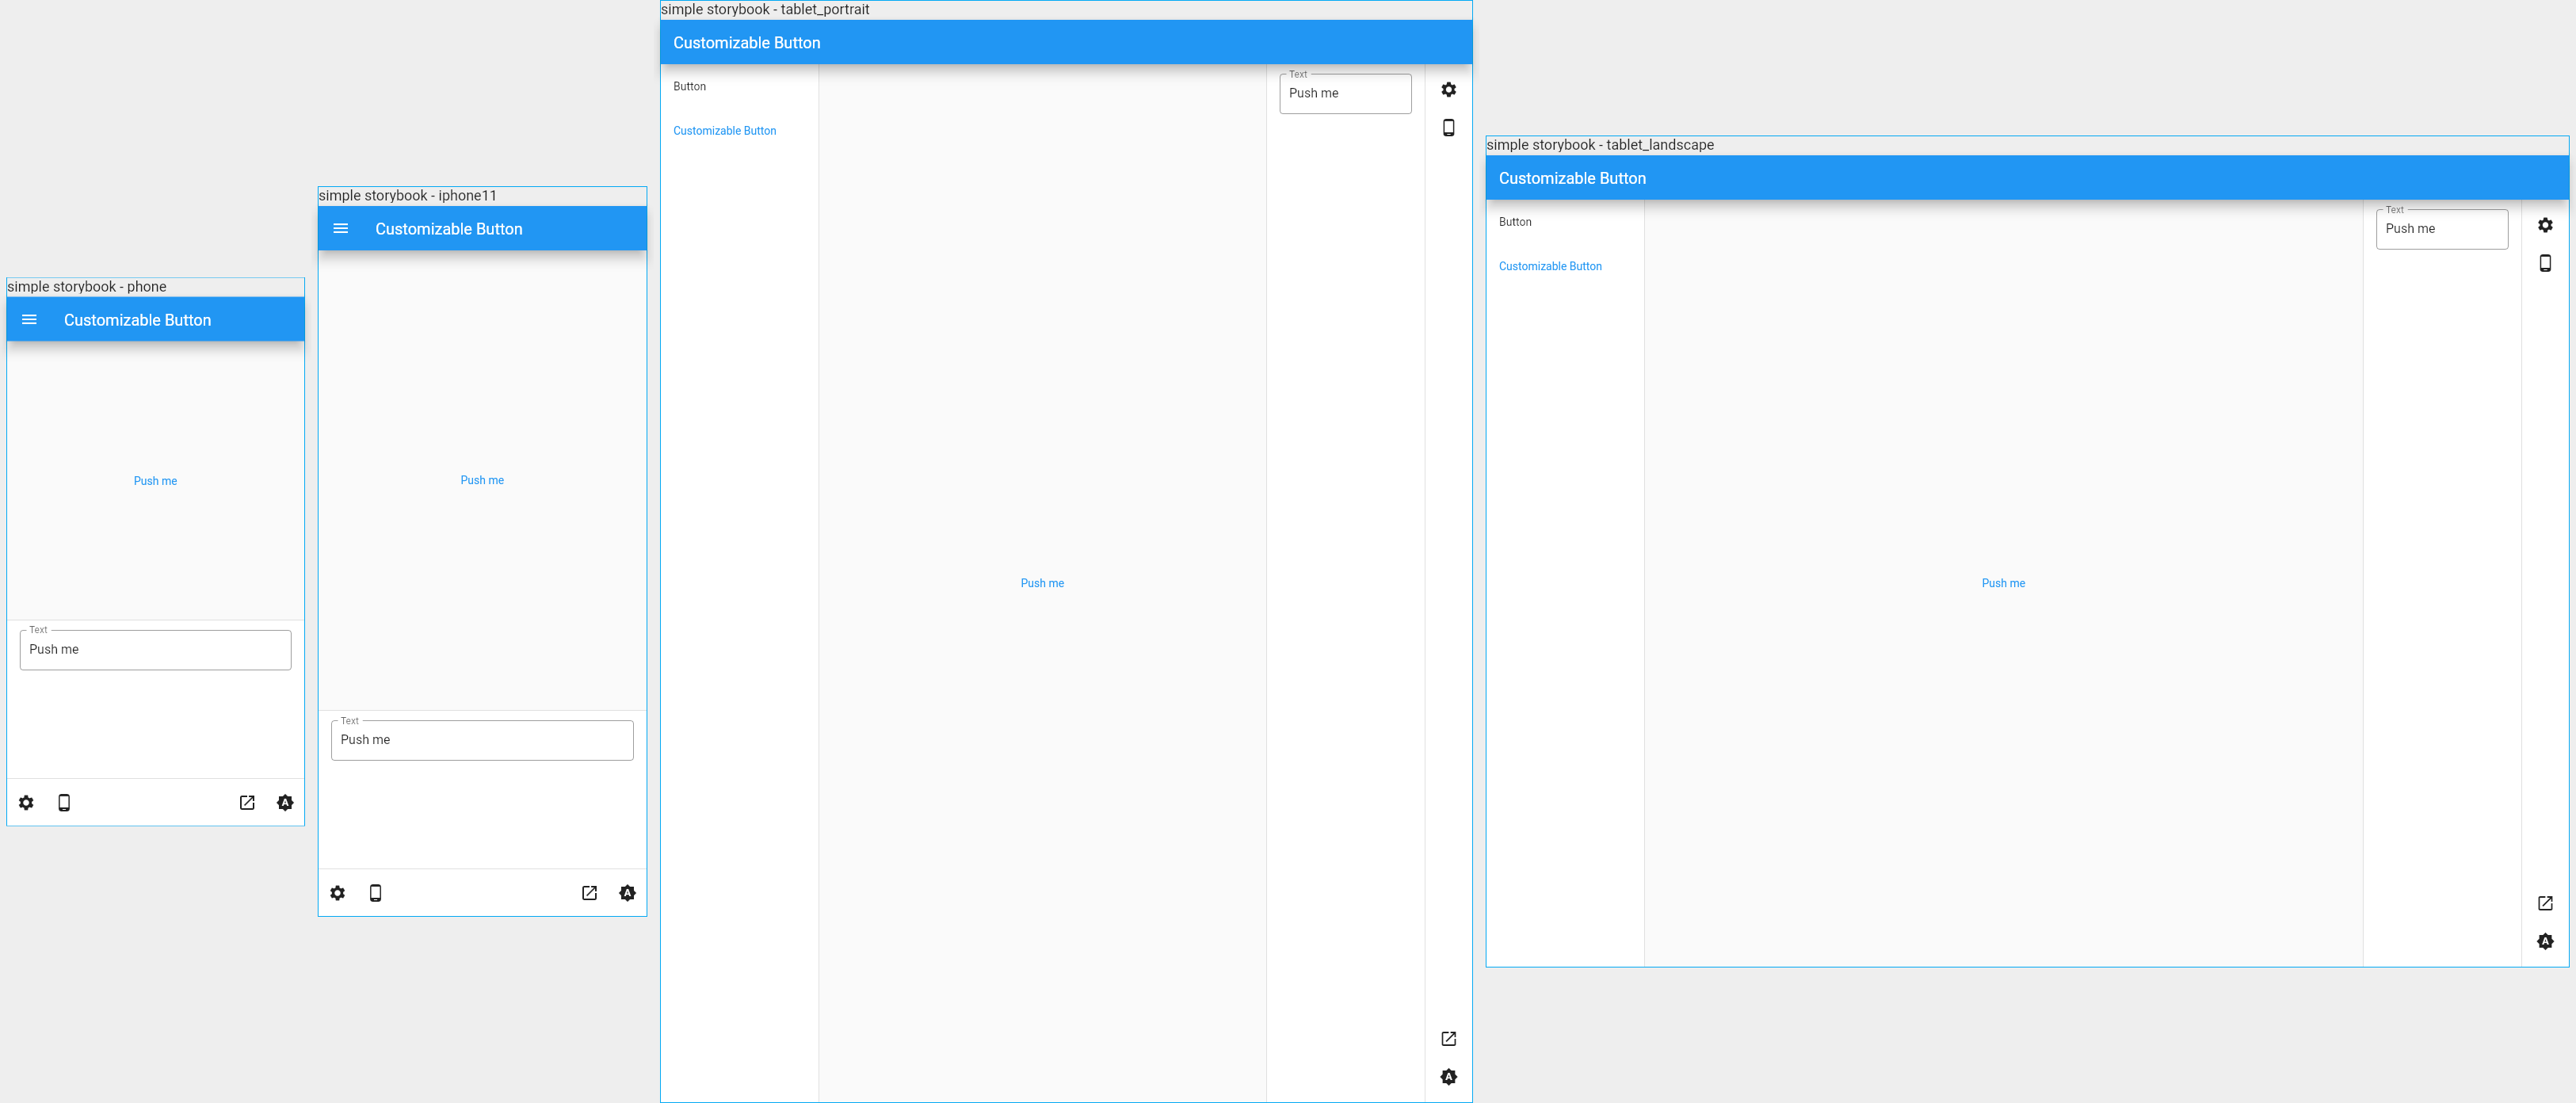 simple storybook - phone
Customizable Button
Push me
Text
Push me
A
simple storybook - iphone11
Customizable Button
Push me
Text
Push me
A
simple storybook - tablet_portrait
Customizable Button
Button
Customizable Button
Push me
Text
Push me
A
simple storybook - tablet_landscape
Customizable Button
Button
Customizable Button
Push me
Text
Push me
A